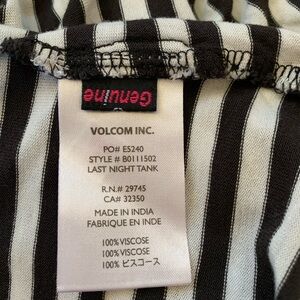 Genuine
VOLCOM INC.
PO# E5240
STYLE # B0111502
LAST NIGHT TANK
R.N.# 29745
CA# 32350
MADE IN INDIA
FABRIQUE EN INDE
100% VISCOSE
100% VISCOSE
100% ビスコース